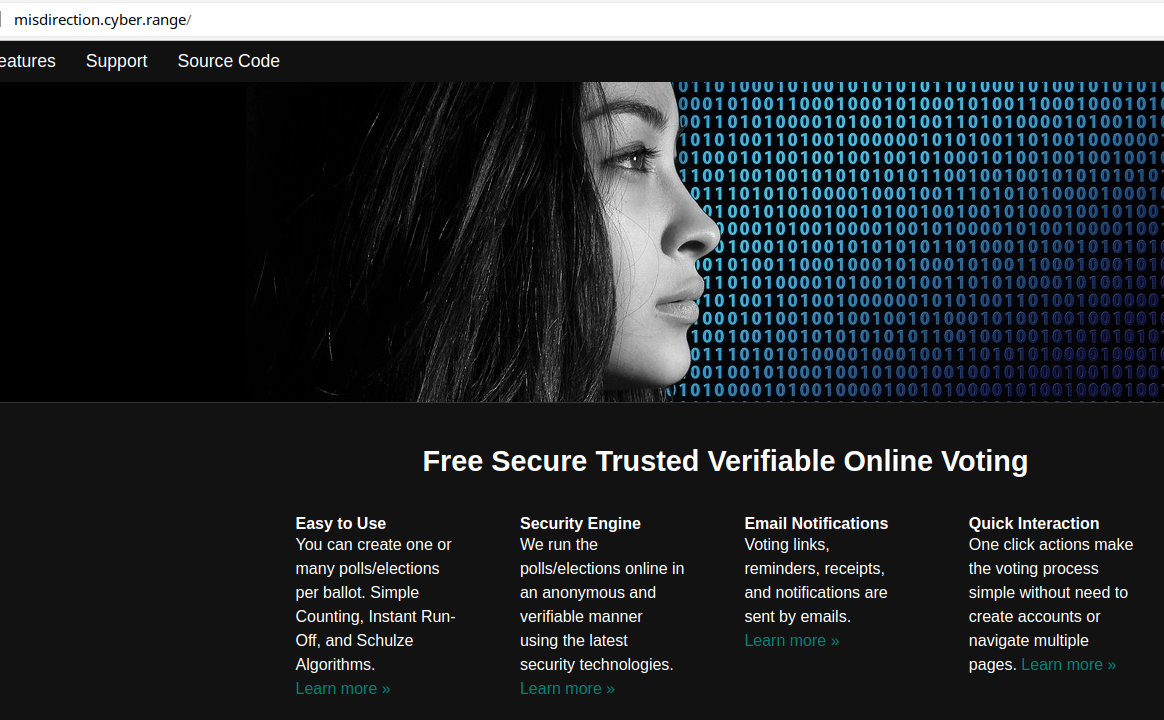 misdirection.cyber.range/
eatures Support Source Code
Free Secure Trusted Verifiable Online Voting
Easy to Use
You can create one or
many polls/elections
per ballot. Simple
Counting, Instant Run-
Off, and Schulze
Algorithms.
Learn more »
Security Engine
We run the
polls/elections online in
an anonymous and
verifiable manner
using the latest
security technologies.
Learn more »
Email Notifications
Voting links,
reminders, receipts,
and notifications are
sent by emails.
Learn more »
Quick Interaction
One click actions make
the voting process
simple without need to
create accounts or
navigate multiple
pages. Learn more »